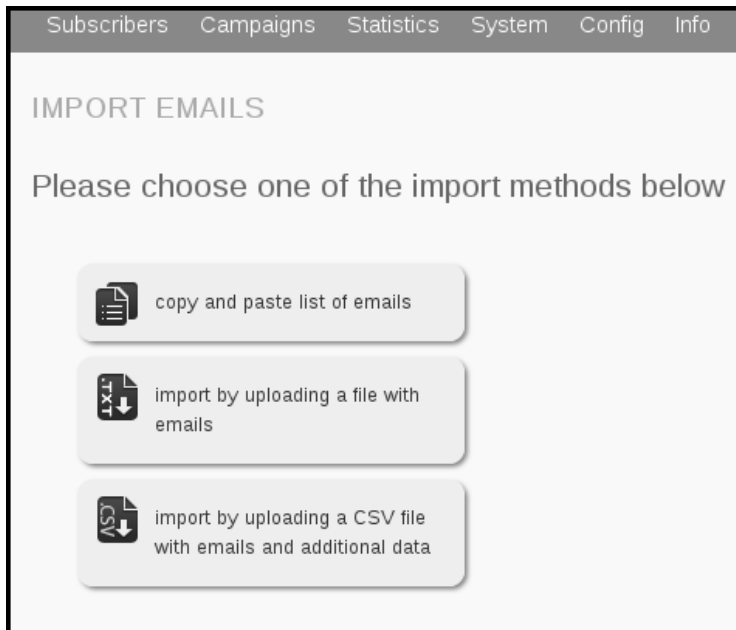 Subscribers Campaigns Statistics System Config Info
IMPORT EMAILS
Please choose one of the import methods below
copy and paste list of emails
.TXT
import by uploading a file with
emails
.CSV
import by uploading a CSV file
with emails and additional data